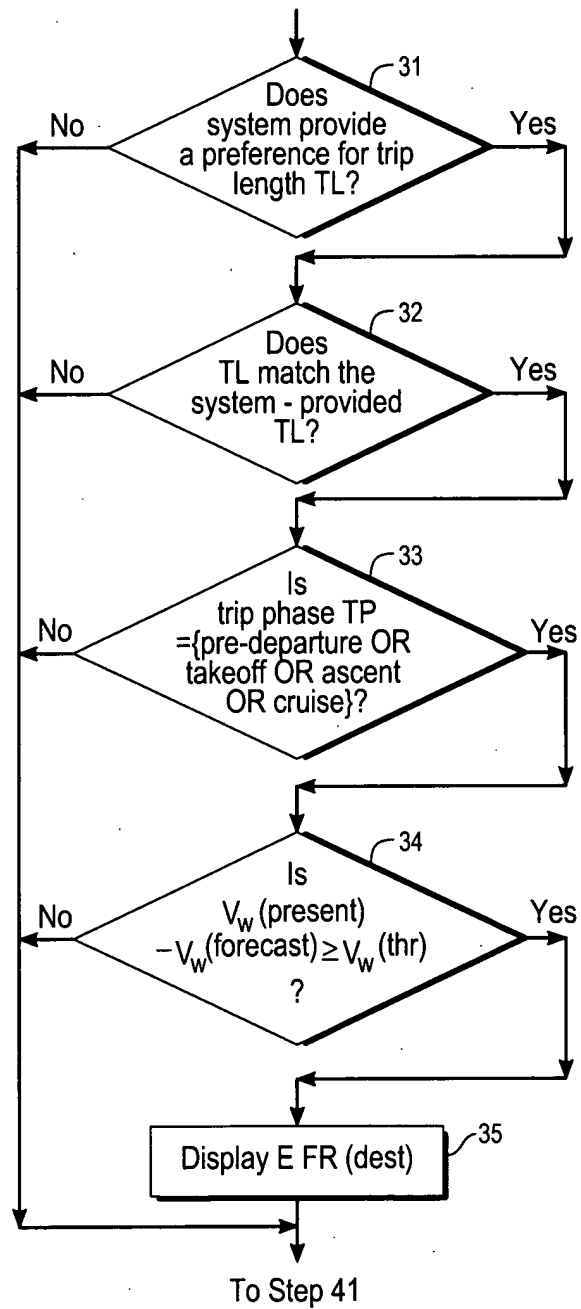 31
Does
system provide
a preference for trip
length TL?
No
Yes
32
Does
TL match the
system - provided
TL?
No
Yes
33
Is
trip phase TP
={pre-departure OR
takeoff OR ascent
OR cruise}?
No
Yes
34
Is
Vw (present)
−Vw(forecast) ≥ Vw (thr)
?
No
Yes
35
Display E FR (dest)
To Step 41